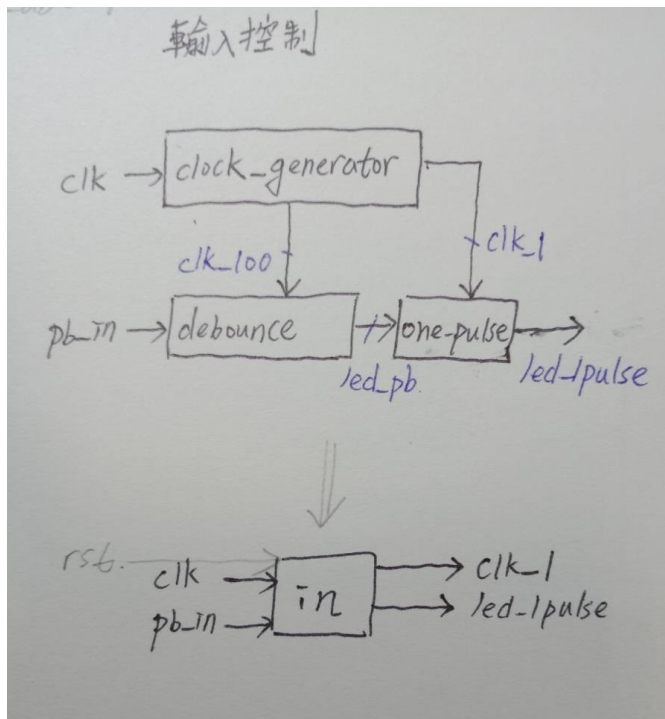 輸入控制
clk
clock_generator
clk_100
clk_1
pb_in
debounce
one-pulse
led_pb
led_1pulse
rst
clk
pb_in
in
clk_1
led_1pulse